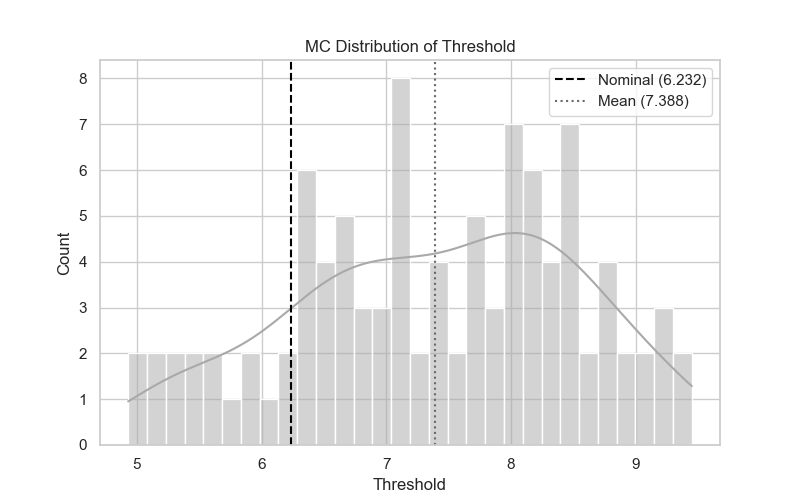 MC Distribution of Threshold
Nominal (6.232)
Mean (7.388)
8
7
6
5
4
3
2
1
0
Count
5
6
7
8
9
Threshold